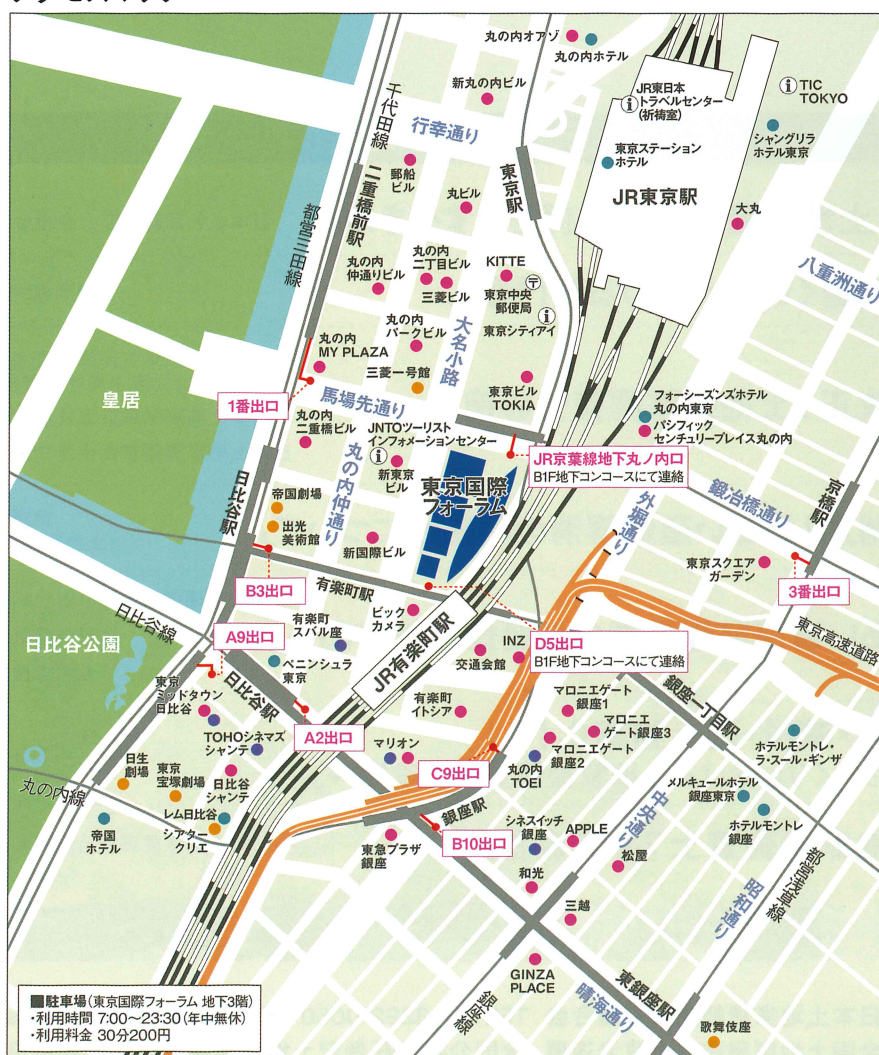 丸の内オアゾ
丸の内ホテル
新丸の内ビル
JR東日本
トラベルセンター
(祈祷室)
TIC
TOKYO
千代田線
行幸通り
東京ステーション
ホテル
シャングリラ
ホテル東京
郵船
ビル
東京駅
二重橋前駅
丸ビル
JR東京駅
大丸
都営三田線
丸の内
仲通りビル
丸の内
二丁目ビル
三菱ビル
KITTE
東京中央
郵便局
東京シティアイ
八重洲通り
丸の内
パークビル
大名小路
丸の内
MY PLAZA
三菱一号館
東京ビル
TOKIA
皇居
1番出口
馬場先通り
フォーシーズンズホテル
丸の内東京
パシフィック
センチュリープレイス丸の内
丸の内
二重橋ビル
JNTOツーリスト
インフォメーションセンター
新東京
ビル
丸の内仲通り
JR京葉線地下丸ノ内口
B1F地下コンコースにて連絡
日比谷駅
東京国際
フォーラム
外堀通り
鍛冶橋通り
京橋駅
帝国劇場
出光
美術館
新国際ビル
東京スクエア
ガーデン
B3出口
有楽町駅
3番出口
日比谷線
有楽町
スバル座
ビック
カメラ
日比谷公園
A9出口
JR有楽町駅
INZ
交通会館
D5出口
B1F地下コンコースにて連絡
東京高速道路
ペニンシュラ
東京
日比谷駅
東京
ミッドタウン
日比谷
有楽町
イトシア
マロニエゲート
銀座1
マロニエ
ゲート銀座3
銀座一丁目駅
A2出口
TOHOシネマズ
シャンテ
マリオン
マロニエゲート
銀座2
ホテルモントレ・
ラ・スール・ギンザ
日生
劇場
東京
宝塚劇場
日比谷
シャンテ
C9出口
丸の内
TOEI
丸の内線
メルキュールホテル
銀座東京
中央通り
帝国
ホテル
レム日比谷
シアター
クリエ
銀座駅
シネスイッチ
銀座
APPLE
ホテルモントレ
銀座
東急プラザ
銀座
B10出口
松屋
都営浅草線
昭和通り
和光
三越
GINZA
PLACE
東銀座駅
銀座線
晴海通り
歌舞伎座
■駐車場(東京国際フォーラム 地下3階)
・利用時間 7:00〜23:30(年中無休)
・利用料金 30分200円